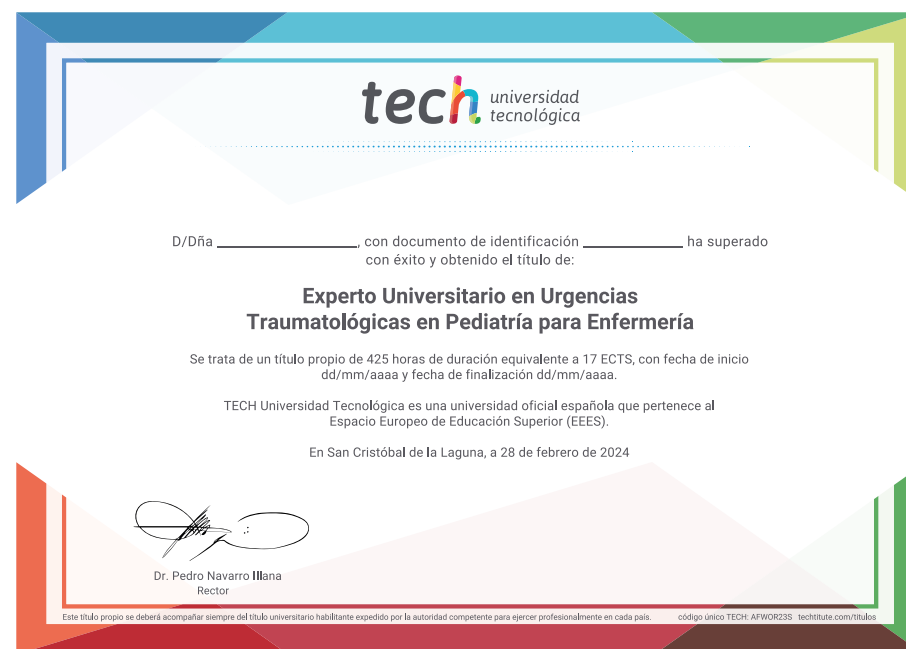 tech universidad
tecnológica
D/Dña ________________, con documento de identificación ____________ ha superado
con éxito y obtenido el título de:
Experto Universitario en Urgencias
Traumatológicas en Pediatría para Enfermería
Se trata de un título propio de 425 horas de duración equivalente a 17 ECTS, con fecha de inicio
dd/mm/aaaa y fecha de finalización dd/mm/aaaa.
TECH Universidad Tecnológica es una universidad oficial española que pertenece al
Espacio Europeo de Educación Superior (EEES).
En San Cristóbal de la Laguna, a 28 de febrero de 2024
Dr. Pedro Navarro Illana
Rector
Este título propio se deberá acompañar siempre del título universitario habilitante expedido por la autoridad competente para ejercer profesionalmente en cada país. código único TECH: AFWOR23S techtitute.com/titulos